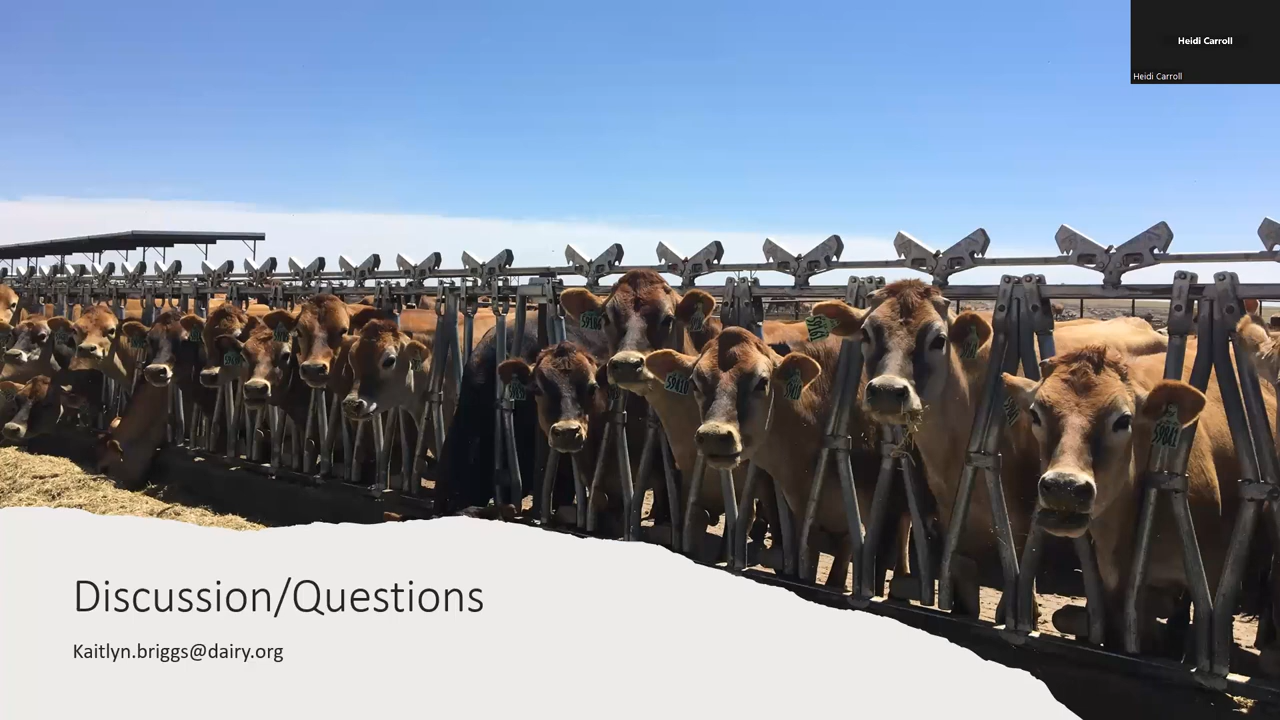 Heidi Carroll
Heidi Carroll
Discussion/Questions
Kaitlyn.briggs@dairy.org